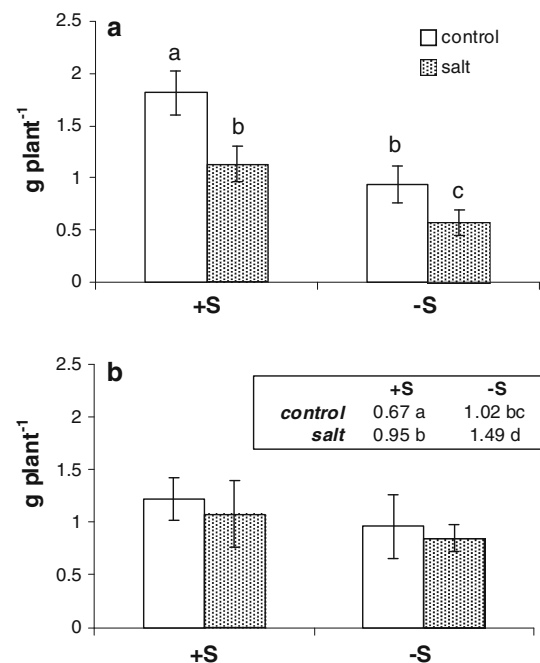 a
control
salt
2.5
2
1.5
1
0.5
0
g plant⁻¹
a
b
b
c
+S
-S
b
2.5
2
1.5
1
0.5
0
g plant⁻¹
+S -S
control 0.67 a 1.02 bc
salt 0.95 b 1.49 d
+S
-S